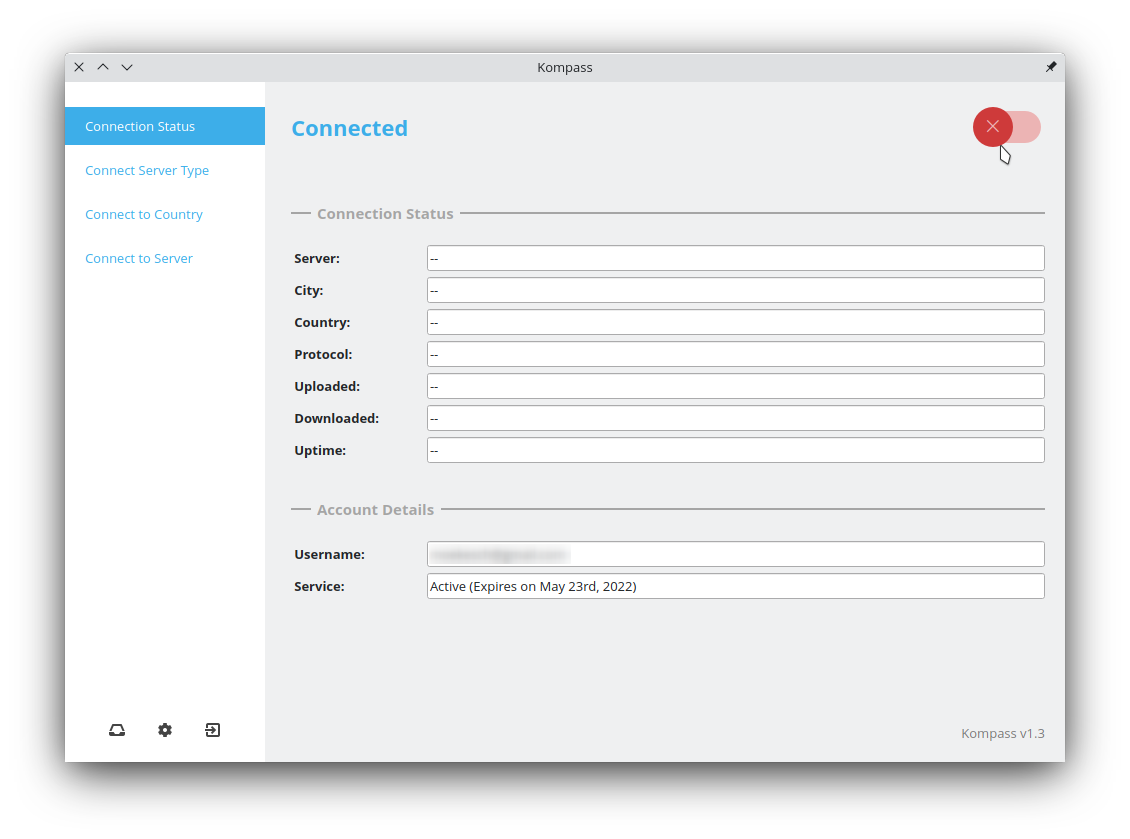 Kompass
Connection Status
Connect Server Type
Connect to Country
Connect to Server
Connected
Connection Status
Server: --
City: --
Country: --
Protocol: --
Uploaded: --
Downloaded: --
Uptime: --
Account Details
Username:
Service: Active (Expires on May 23rd, 2022)
Kompass v1.3